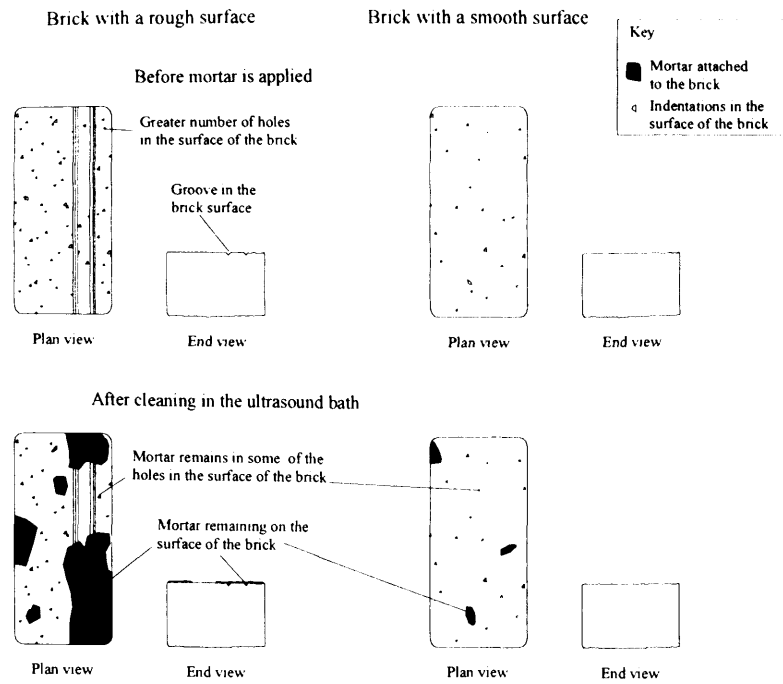 Brick with a rough surface
Brick with a smooth surface
Key
Mortar attached
to the brick
Indentations in the
surface of the brick
Before mortar is applied
Greater number of holes
in the surface of the brick
Groove in the
brick surface
Plan view
End view
Plan view
End view
After cleaning in the ultrasound bath
Mortar remains in some of the
holes in the surface of the brick
Mortar remaining on the
surface of the brick
Plan view
End view
Plan view
End view